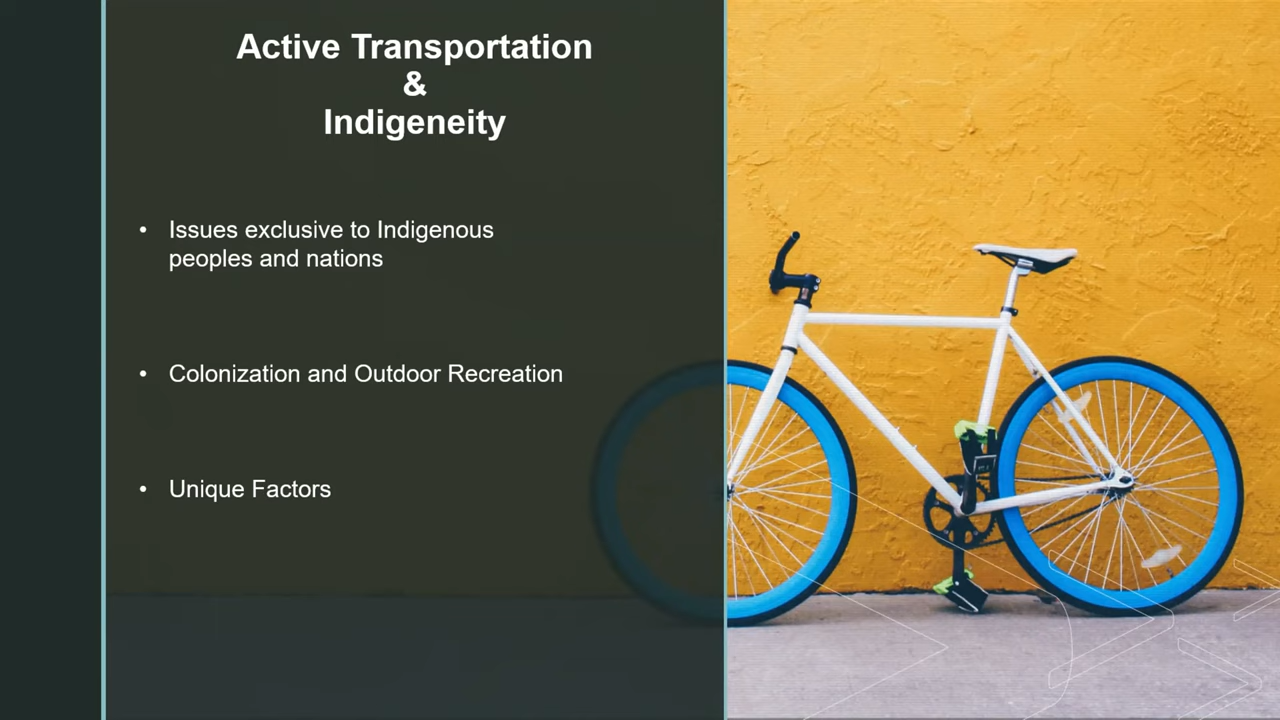 Active Transportation
&
Indigeneity
• Issues exclusive to Indigenous
peoples and nations
• Colonization and Outdoor Recreation
• Unique Factors